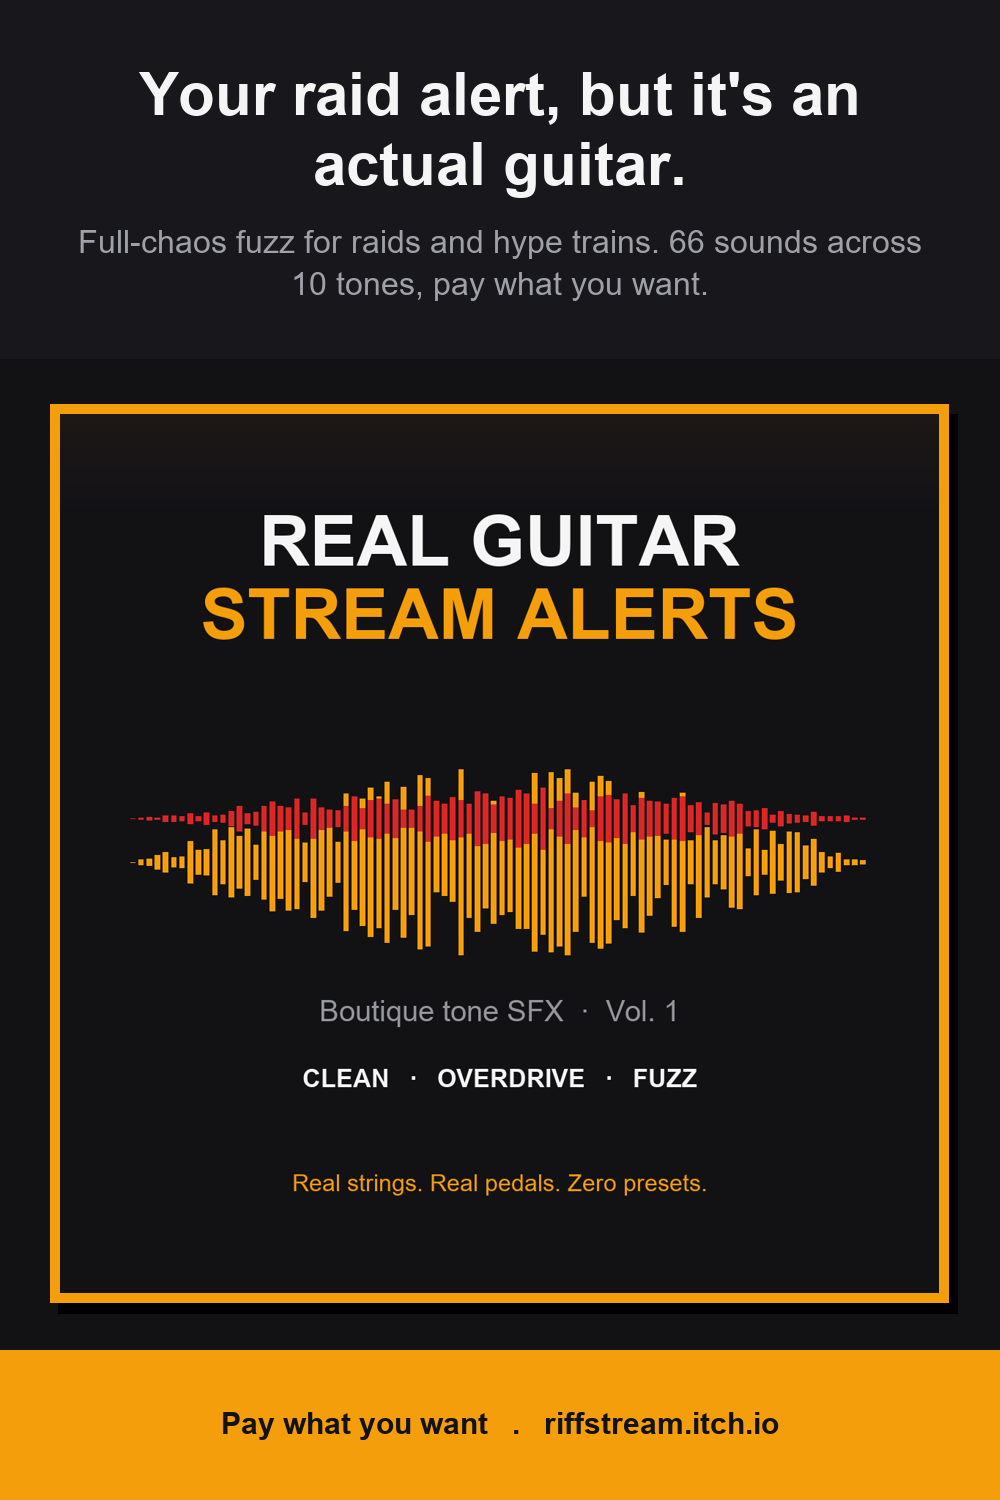 Your raid alert, but it's an
actual guitar.
Full-chaos fuzz for raids and hype trains. 66 sounds across
10 tones, pay what you want.
REAL GUITAR
STREAM ALERTS
Boutique tone SFX · Vol. 1
CLEAN · OVERDRIVE · FUZZ
Real strings. Real pedals. Zero presets.
Pay what you want . riffstream.itch.io